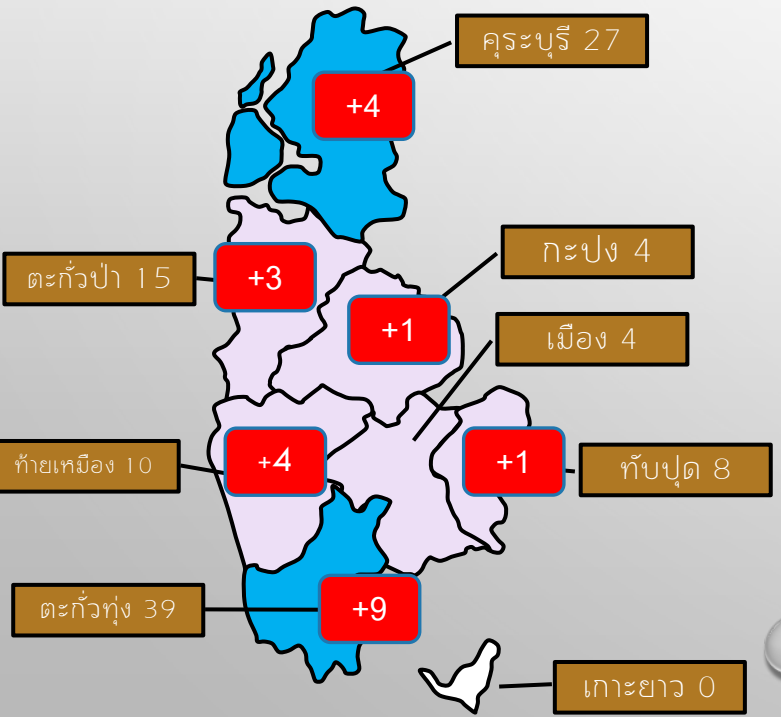 คุระบุรี 27
+4
กะปง 4
ตะกั่วป่า 15
+3
+1
เมือง 4
ท้ายเหมือง 10
+4
+1
ทับปุด 8
ตะกั่วทุ่ง 39
+9
เกาะยาว 0